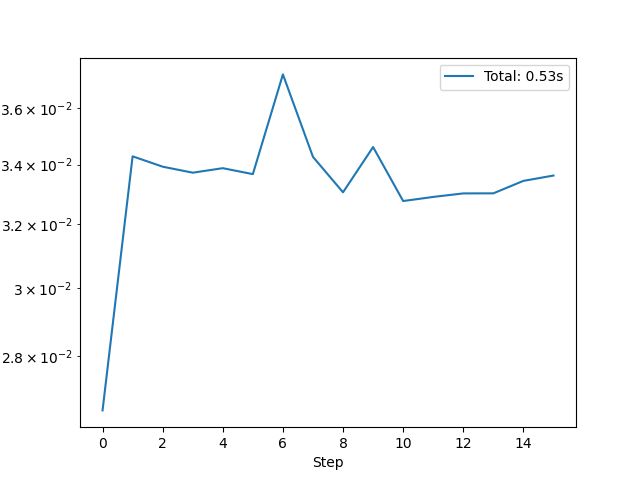 Total: 0.53s
3.6 × 10⁻²
3.4 × 10⁻²
3.2 × 10⁻²
3 × 10⁻²
2.8 × 10⁻²
0 2 4 6 8 10 12 14
Step